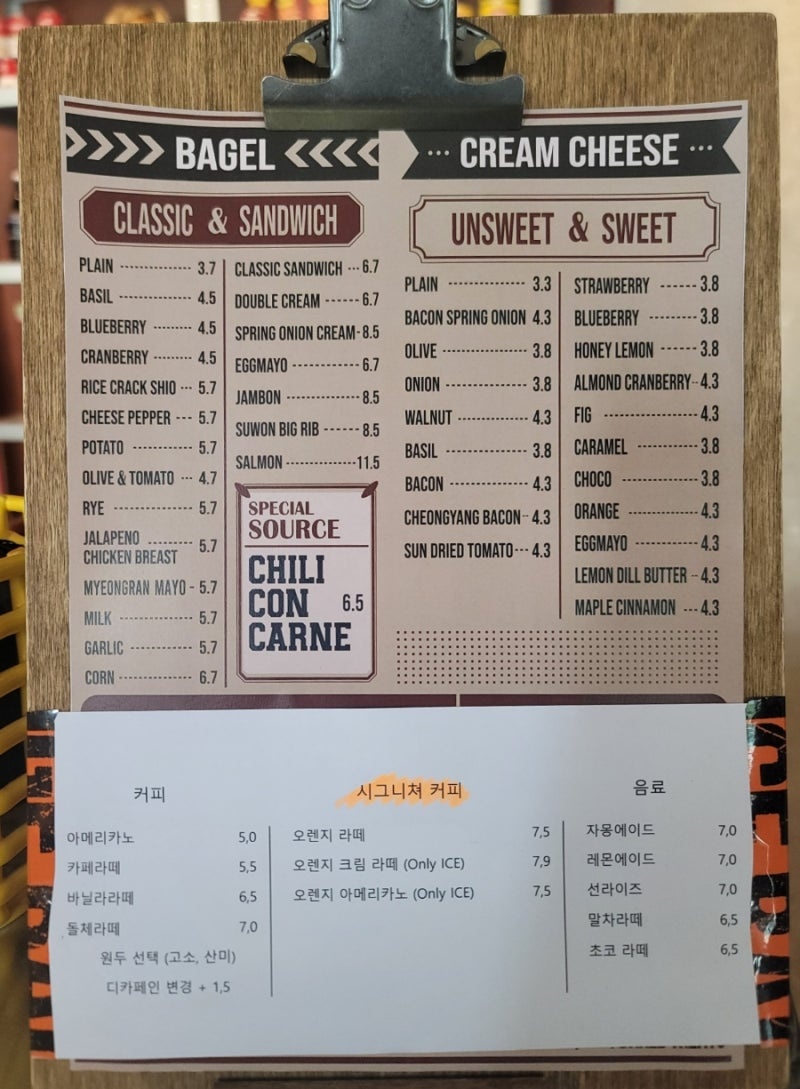 BAGEL
CLASSIC & SANDWICH
PLAIN 3.7
BASIL 4.5
BLUEBERRY 4.5
CRANBERRY 4.5
RICE CRACK SHIO 5.7
CHEESE PEPPER 5.7
POTATO 5.7
OLIVE & TOMATO 4.7
RYE 5.7
JALAPENO
CHICKEN BREAST 5.7
MYEONGRAN MAYO 5.7
MILK 5.7
GARLIC 5.7
CORN 6.7
CLASSIC SANDWICH 6.7
DOUBLE CREAM 6.7
SPRING ONION CREAM 8.5
EGGMAYO 6.7
JAMBON 8.5
SUWON BIG RIB 8.5
SALMON 11.5
SPECIAL
SOURCE
CHILI
CON 6.5
CARNE
CREAM CHEESE
UNSWEET & SWEET
PLAIN 3.3
BACON SPRING ONION 4.3
OLIVE 3.8
ONION 3.8
WALNUT 4.3
BASIL 3.8
BACON 4.3
CHEONGYANG BACON 4.3
SUN DRIED TOMATO 4.3
STRAWBERRY 3.8
BLUEBERRY 3.8
HONEY LEMON 3.8
ALMOND CRANBERRY 4.3
FIG 4.3
CARAMEL 3.8
CHOCO 3.8
ORANGE 4.3
EGGMAYO 4.3
LEMON DILL BUTTER 4.3
MAPLE CINNAMON 4.3
커피
아메리카노 5,0
카페라떼 5,5
바닐라라떼 6,5
돌체라떼 7,0
원두 선택 (고소, 산미)
디카페인 변경 + 1,5
시그니쳐 커피
오렌지 라떼 7,5
오렌지 크림 라떼 (Only ICE) 7,9
오렌지 아메리카노 (Only ICE) 7,5
음료
자몽에이드 7,0
레몬에이드 7,0
선라이즈 7,0
말차라떼 6,5
초코 라떼 6,5